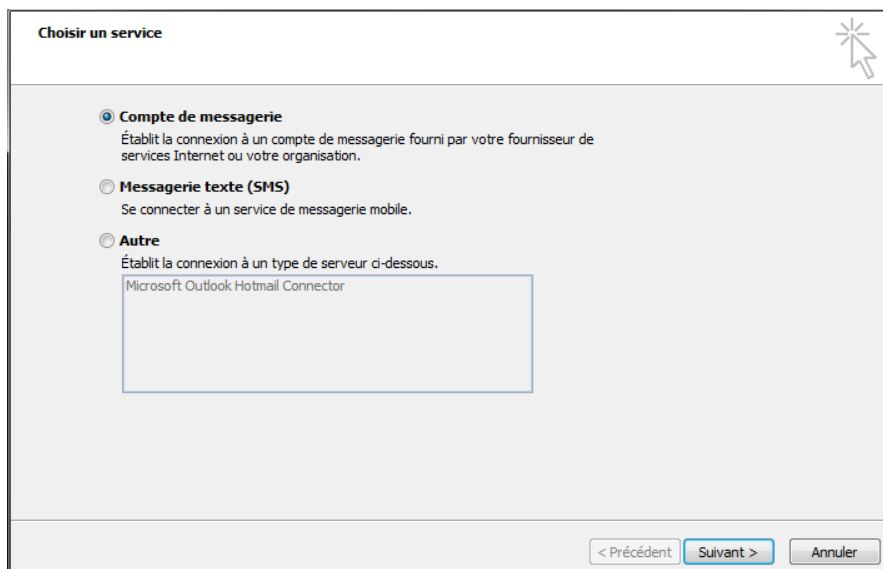 Choisir un service
Compte de messagerie
Établit la connexion à un compte de messagerie fourni par votre fournisseur de
services Internet ou votre organisation.
Messagerie texte (SMS)
Se connecter à un service de messagerie mobile.
Autre
Établit la connexion à un type de serveur ci-dessous.
Microsoft Outlook Hotmail Connector
< Précédent Suivant > Annuler